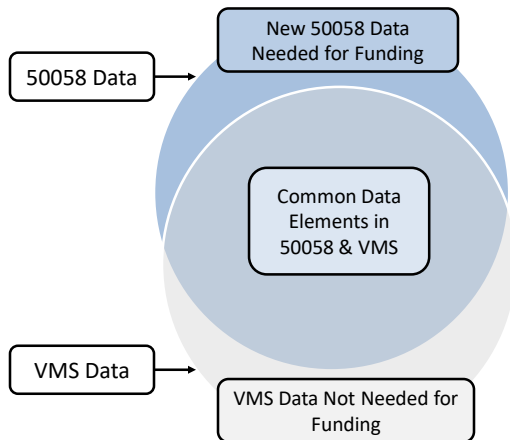 New 50058 Data
Needed for Funding
50058 Data
Common Data
Elements in
50058 & VMS
VMS Data
VMS Data Not Needed for
Funding